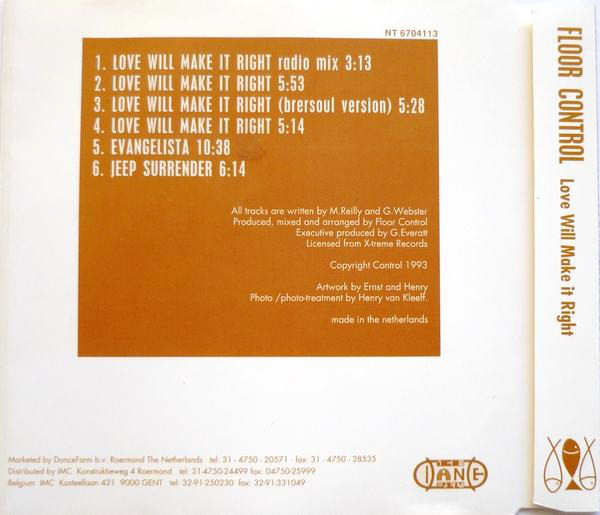 NT 6704113
1. LOVE WILL MAKE IT RIGHT radio mix 3:13
2. LOVE WILL MAKE IT RIGHT 5:53
3. LOVE WILL MAKE IT RIGHT (brersoul version) 5:28
4. LOVE WILL MAKE IT RIGHT 5:14
5. EVANGELISTA 10:38
6. JEEP SURRENDER 6:14
All tracks are written by M.Reilly and G.Webster
Produced, mixed and arranged by Floor Control
Executive produced by G.Everatt
Licensed from X-treme Records
Copyright Control 1993
Artwork by Ernst and Henry
Photo /photo-treatment by Henry van Kleeff.
made in the netherlands
Marketed by DanceFarm b.v. Roermond The Netherlands tel: 31 - 4750 - 20571 - fax: 31 - 4750 - 28535
Distributed by IMC Konstruktieweg 4 Roermond tel: 31-4750-24499 fax: 04750-25999
Belgium IMC Kasteellaan 421 9000 GENT tel: 32-91-250230 fax: 32-91-331049
THE
DANCE
FARM
FLOOR CONTROL Love Will Make it Right